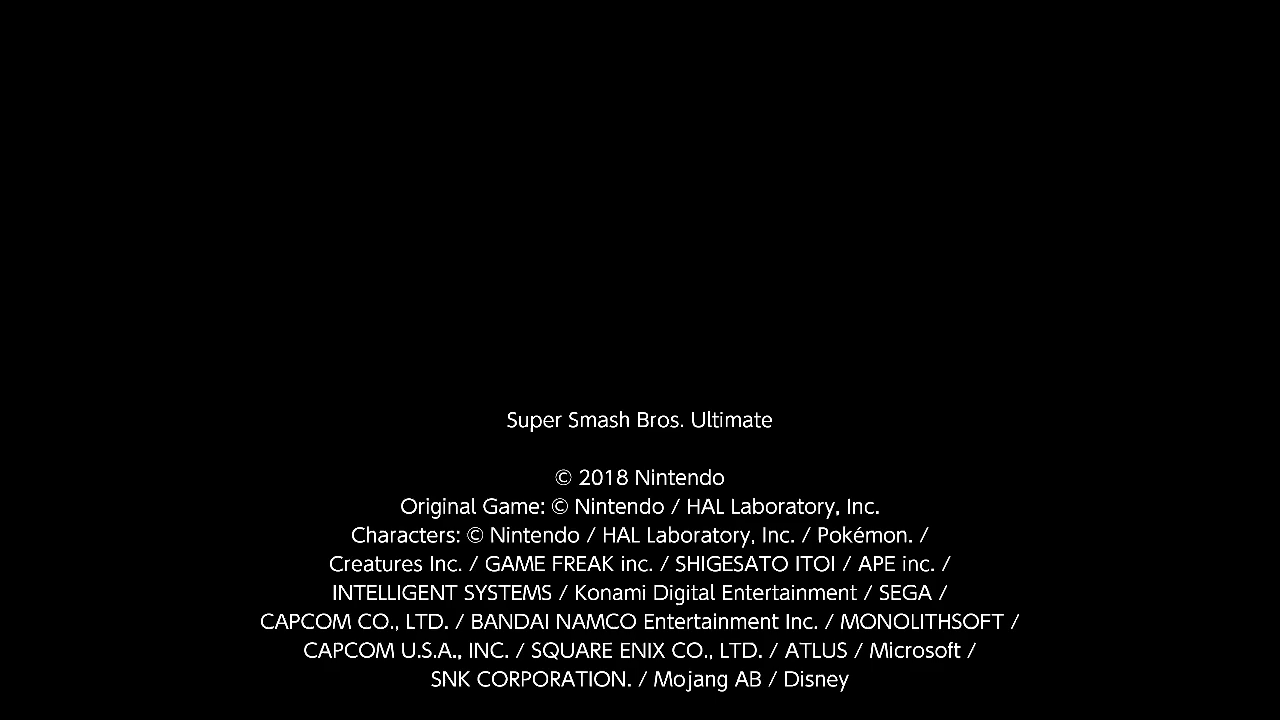 Super Smash Bros. Ultimate
© 2018 Nintendo
Original Game: © Nintendo / HAL Laboratory, Inc.
Characters: © Nintendo / HAL Laboratory, Inc. / Pokémon. /
Creatures Inc. / GAME FREAK inc. / SHIGESATO ITOI / APE inc. /
INTELLIGENT SYSTEMS / Konami Digital Entertainment / SEGA /
CAPCOM CO., LTD. / BANDAI NAMCO Entertainment Inc. / MONOLITHSOFT /
CAPCOM U.S.A., INC. / SQUARE ENIX CO., LTD. / ATLUS / Microsoft /
SNK CORPORATION. / Mojang AB / Disney